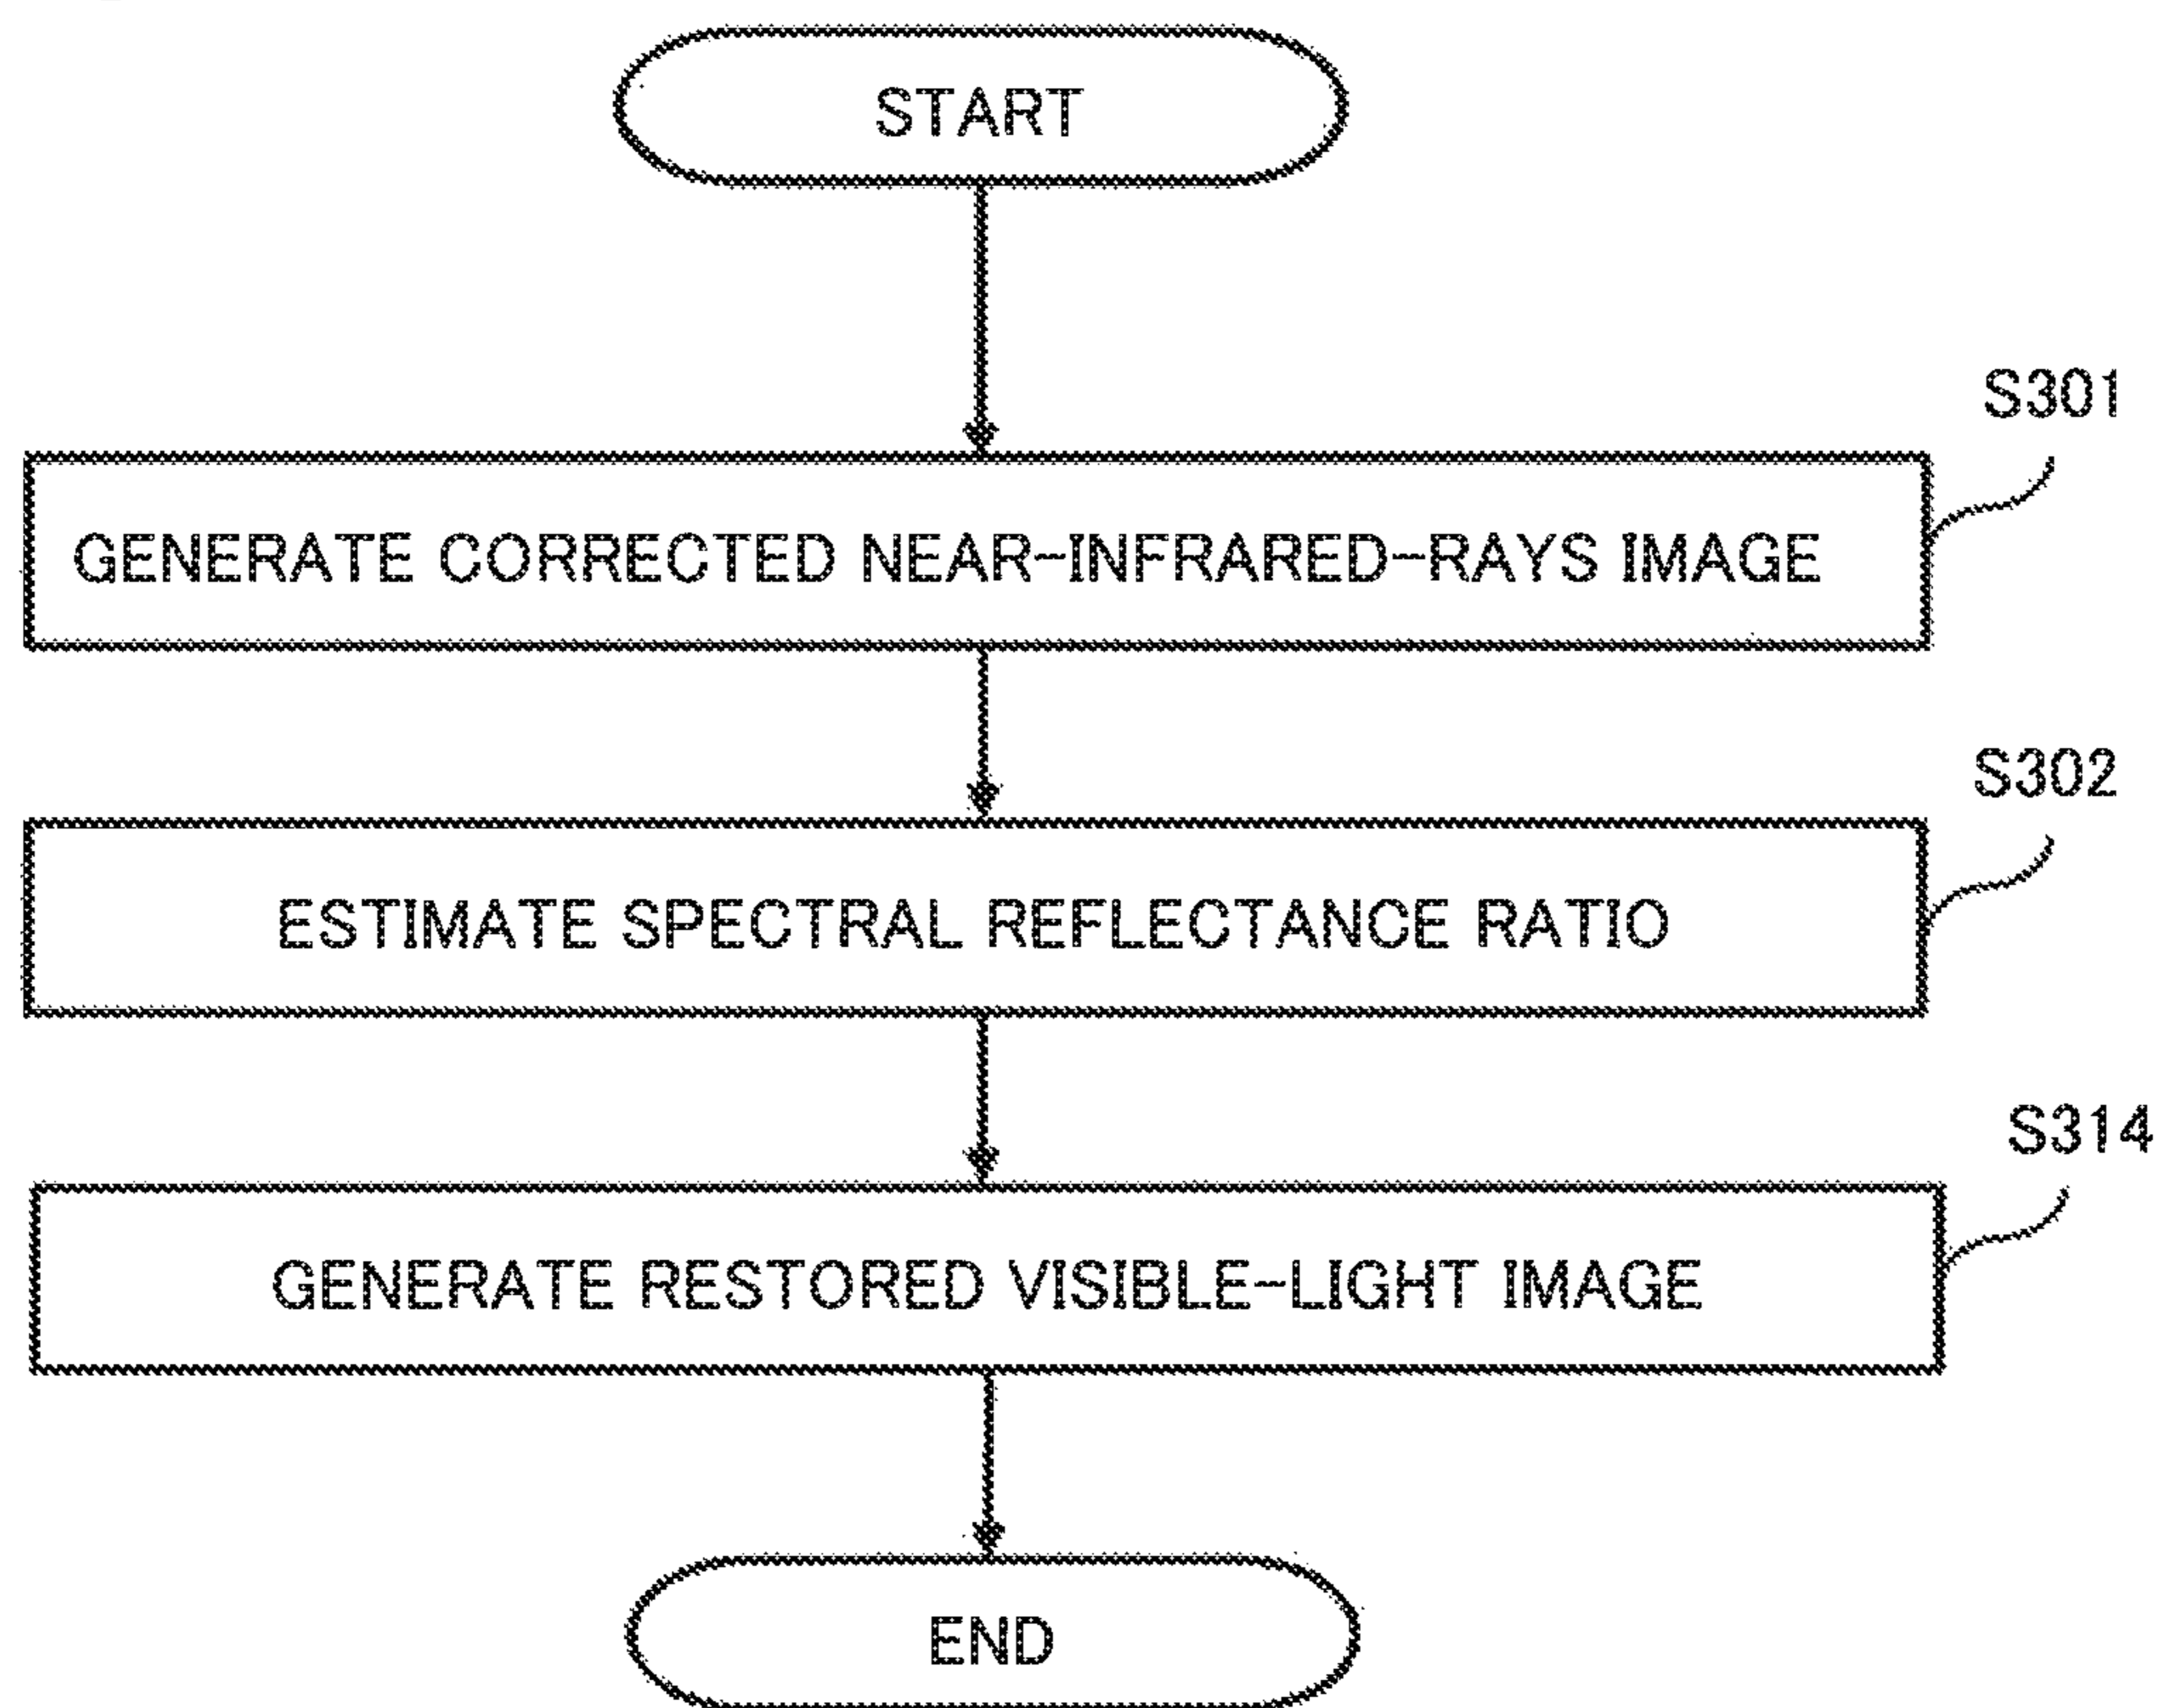 START
S301
GENERATE CORRECTED NEAR-INFRARED-RAYS IMAGE
S302
ESTIMATE SPECTRAL REFLECTANCE RATIO
S314
GENERATE RESTORED VISIBLE-LIGHT IMAGE
END